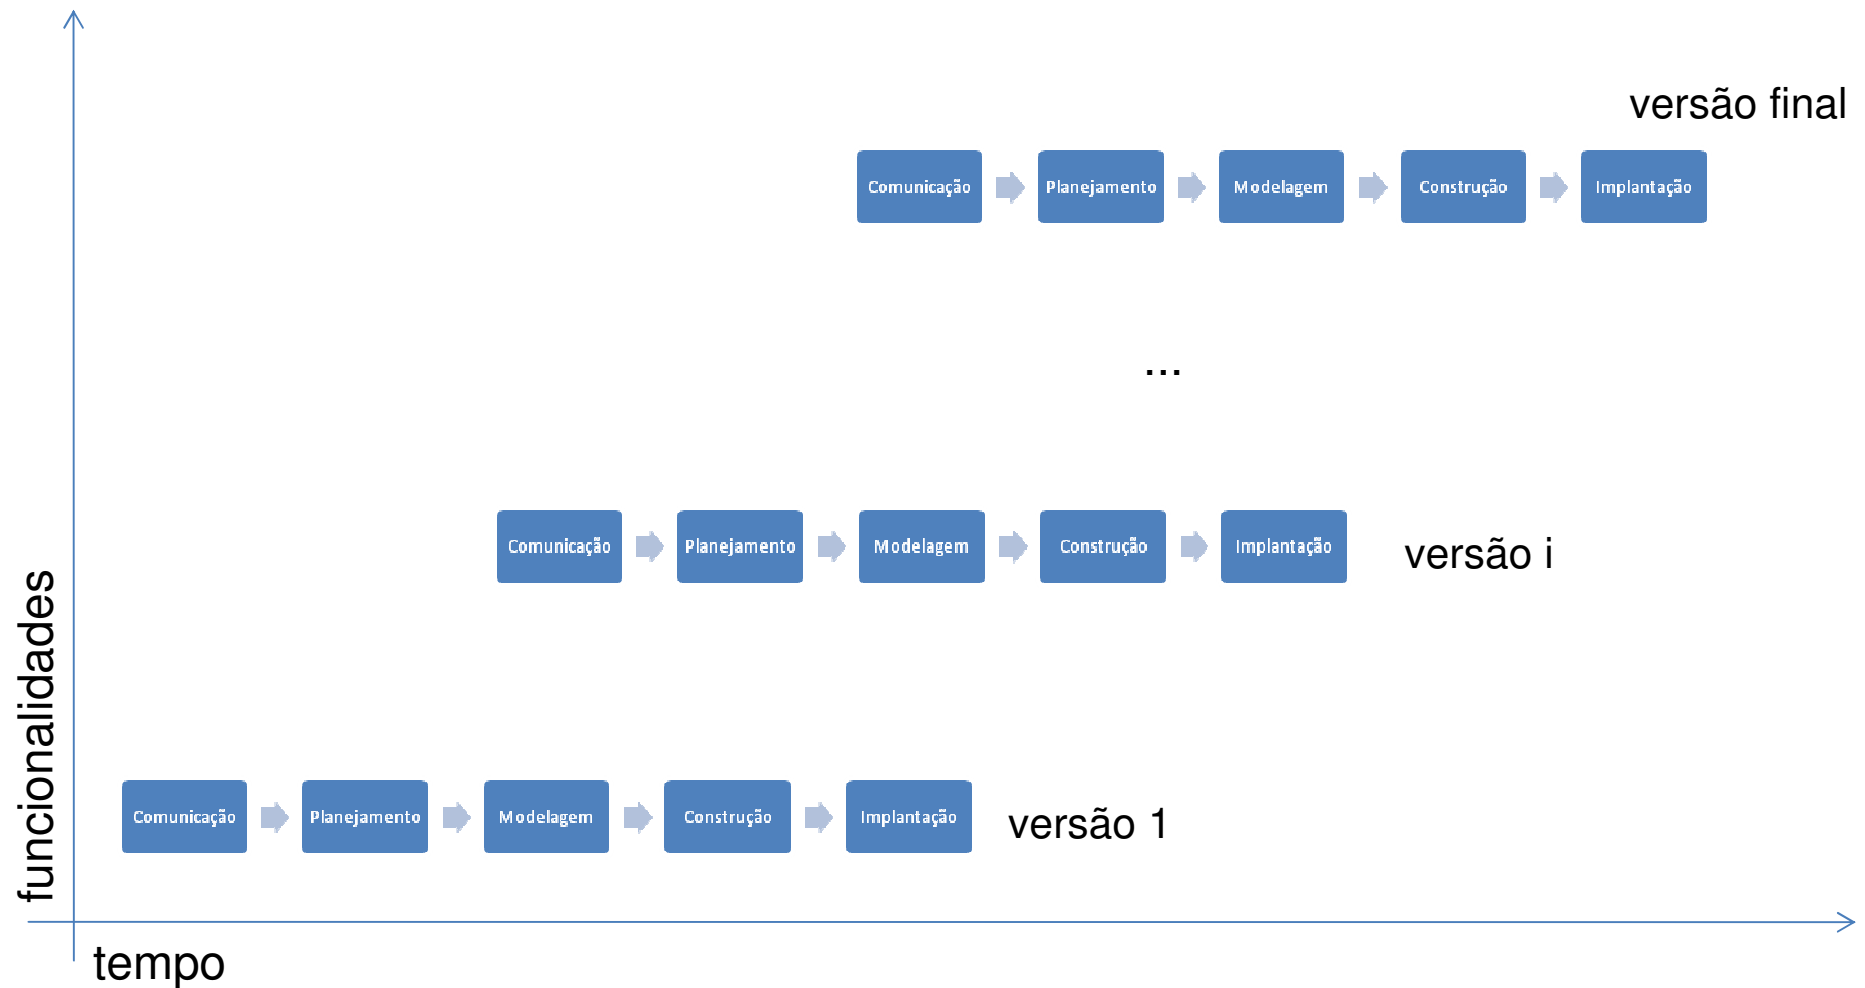 versão final
Comunicação Planejamento Modelagem Construção Implantação
...
Comunicação Planejamento Modelagem Construção Implantação versão i
funcionalidades
Comunicação Planejamento Modelagem Construção Implantação versão 1
tempo